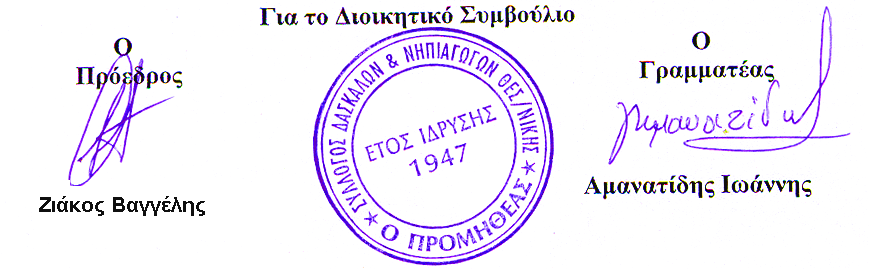 Για το Διοικητικό Συμβούλιο
Ο
Πρόεδρος
Ζιάκος Βαγγέλης
ΣΥΛΛΟΓΟΣ ΔΑΣΚΑΛΩΝ & ΝΗΠΙΑΓΩΓΩΝ ΘΕΣ/ΝΙΚΗΣ
ΕΤΟΣ ΙΔΡΥΣΗΣ
1947
Ο ΠΡΟΜΗΘΕΑΣ
Ο
Γραμματέας
Αμανατίδης Ιωάννης